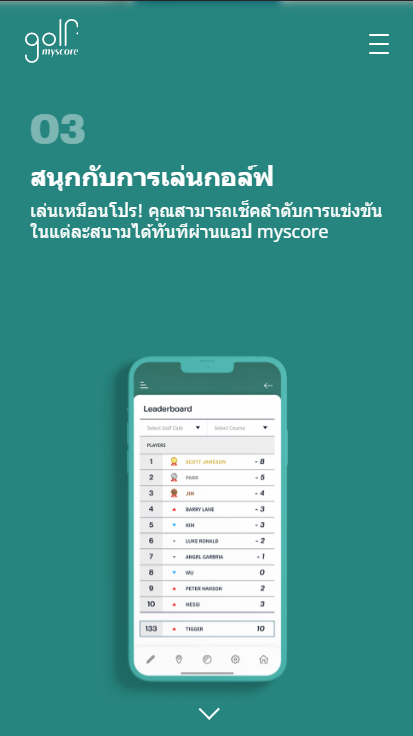 golf
myscore
03
สนุกกับการเล่นกอล์ฟ
เล่นเหมือนโปร! คุณสามารถเช็คลำดับการแข่งขัน
ในแต่ละสนามได้ทันทีผ่านแอป myscore
Leaderboard
Select Golf Club ▼ Select Course ▼
PLAYERS
1 SCOTT JAMESON - 8
2 PARK - 5
3 JIN - 4
4 BARRY LANE - 3
5 KIM - 3
6 LUKE RONALD - 2
7 ANGEL GARBRIA - 1
8 WU 0
9 PETER HANSON 2
10 MESSI 3
133 TIGGER 10